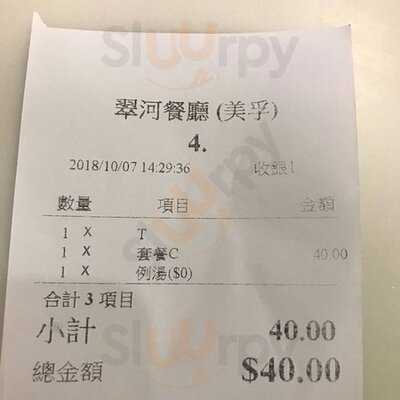 Sluurpy
翠河餐廳 (美孚)
4.
2018/10/07 14:29:36 收銀1
數量 項目 金額
1 X T
1 X 套餐C 40.00
1 X 例湯($0)
合計 3 項目
小計 40.00
總金額 $40.00